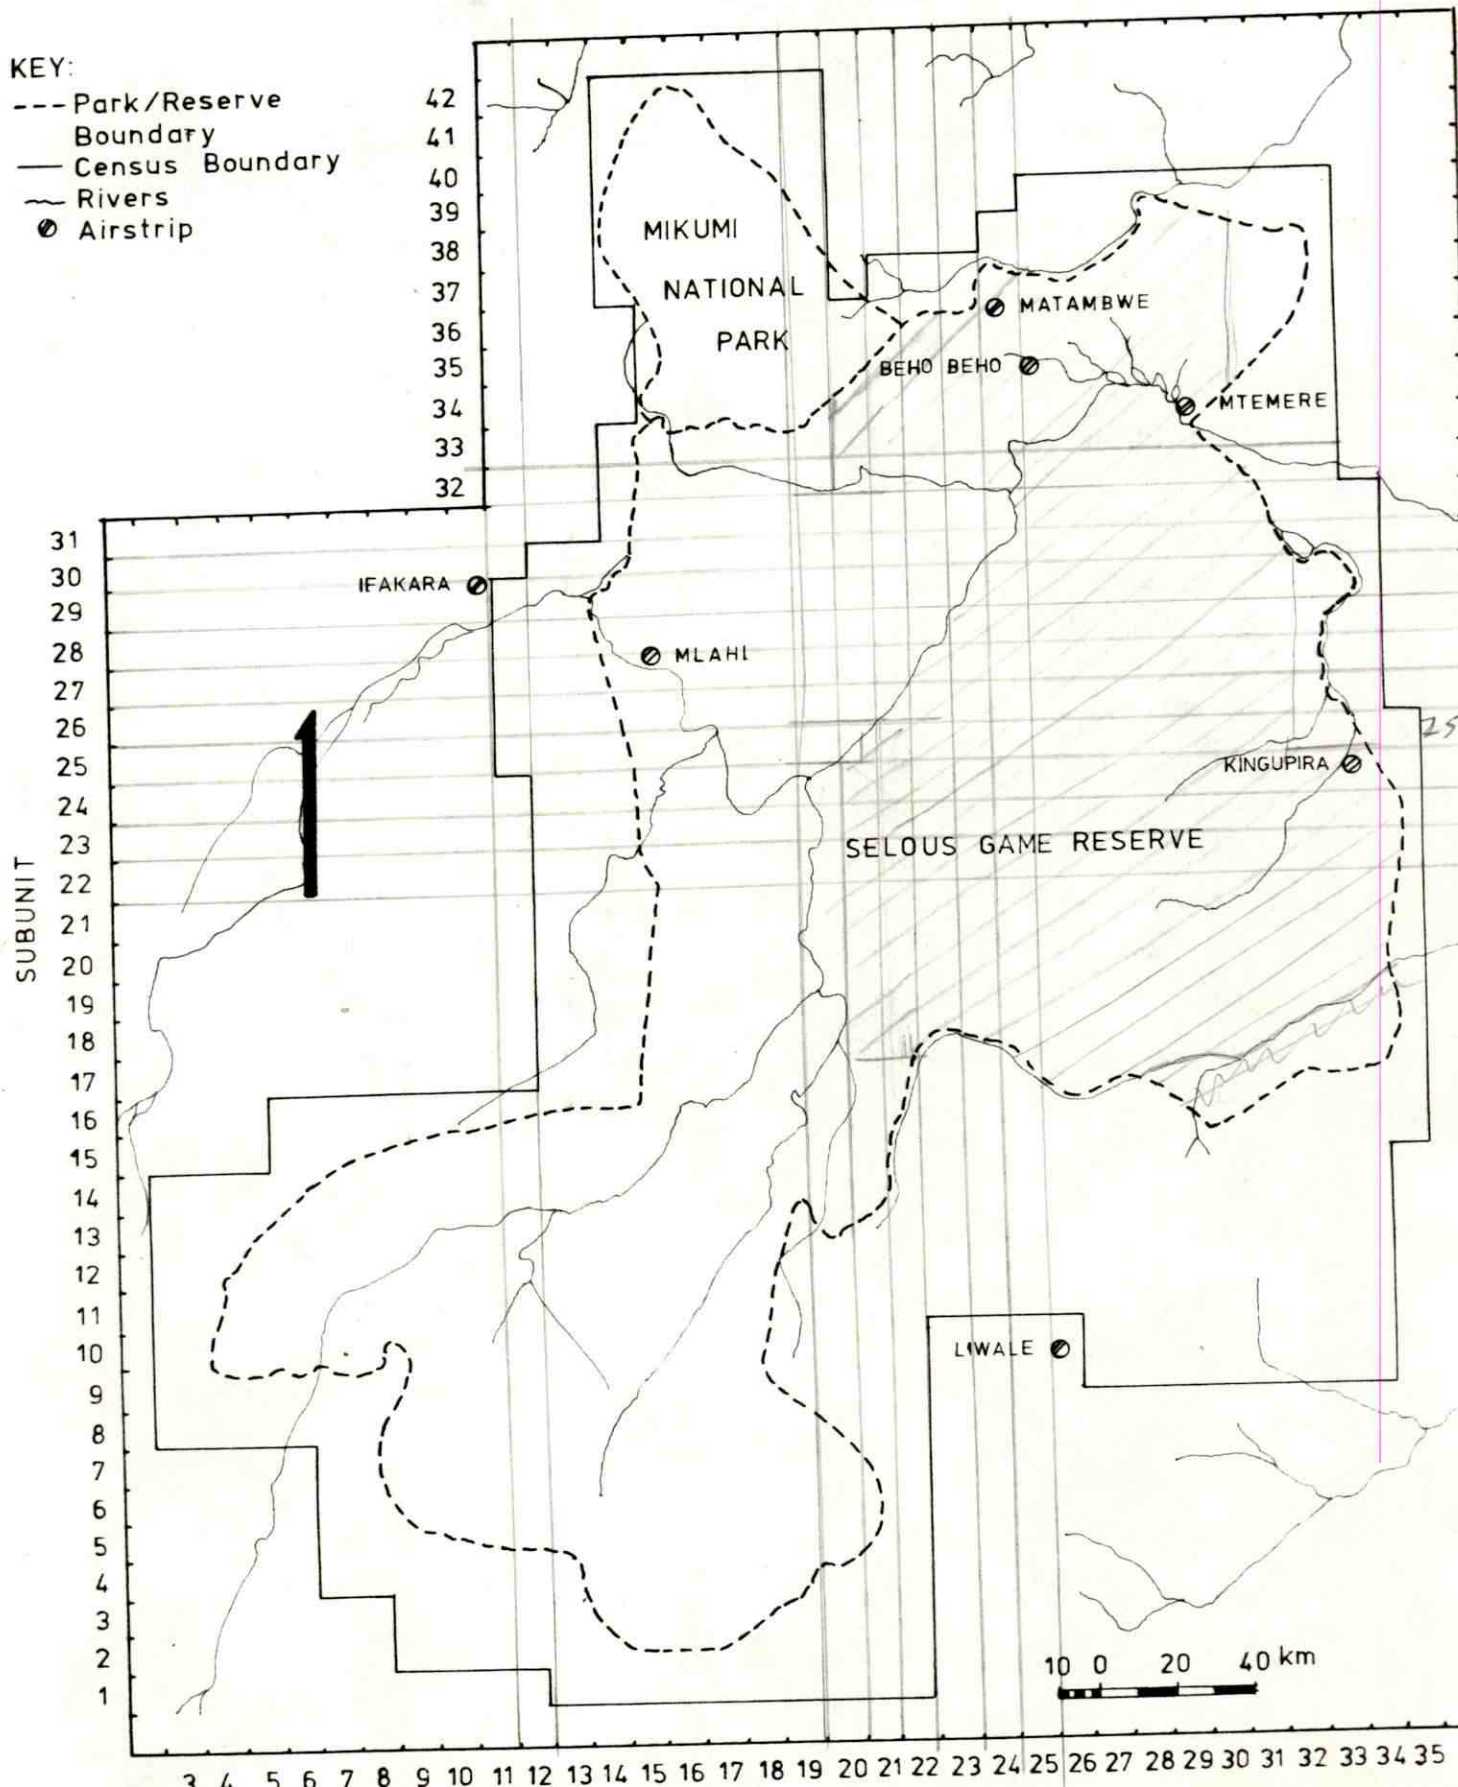 KEY:
Park/Reserve
Boundary
Census Boundary
Rivers
Airstrip
42
41
40
39
38
37
36
35
34
33
32
31
30
29
28
27
26
25
24
23
22
21
20
19
18
17
16
15
14
13
12
11
10
9
8
7
6
5
4
3
2
1
SUBUNIT
MIKUMI
NATIONAL
PARK
MATAMBWE
BEHO BEHO
MTEMERE
IFAKARA
MLAHI
25
KINGUPIRA
SELOUS GAME RESERVE
LIWALE
10 0 20 40 km
3 4 5 6 7 8 9 10 11 12 13 14 15 16 17 18 19 20 21 22 23 24 25 26 27 28 29 30 31 32 33 34 35